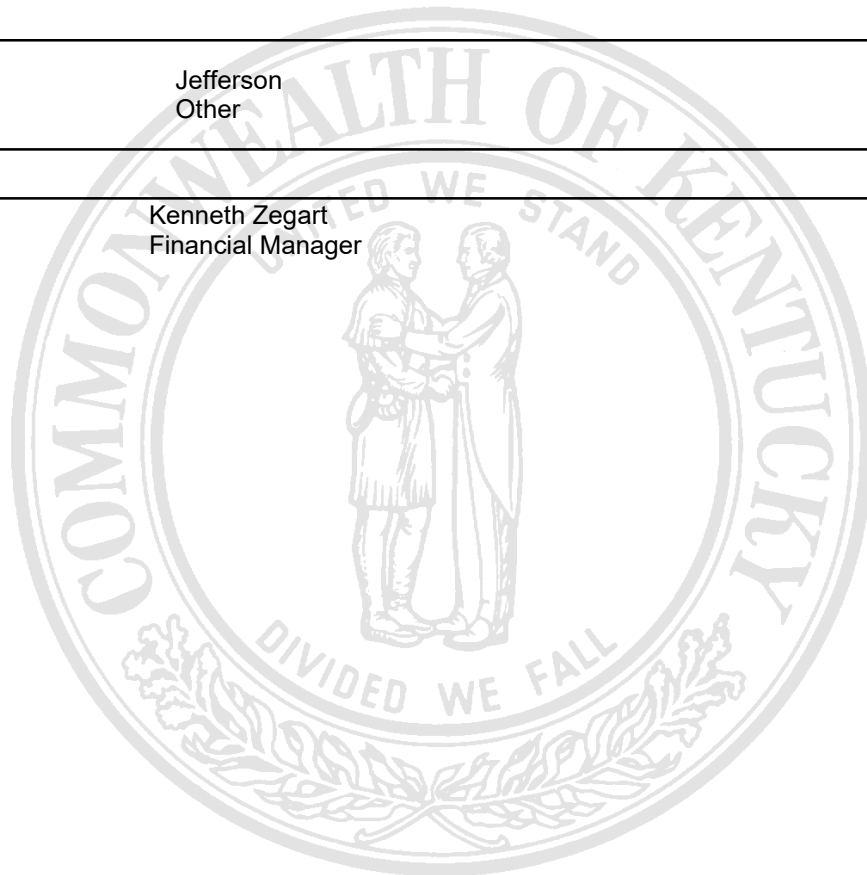 Jefferson
Other
Kenneth Zegart
Financial Manager
COMMONWEALTH OF KENTUCKY
UNITED WE STAND
DIVIDED WE FALL